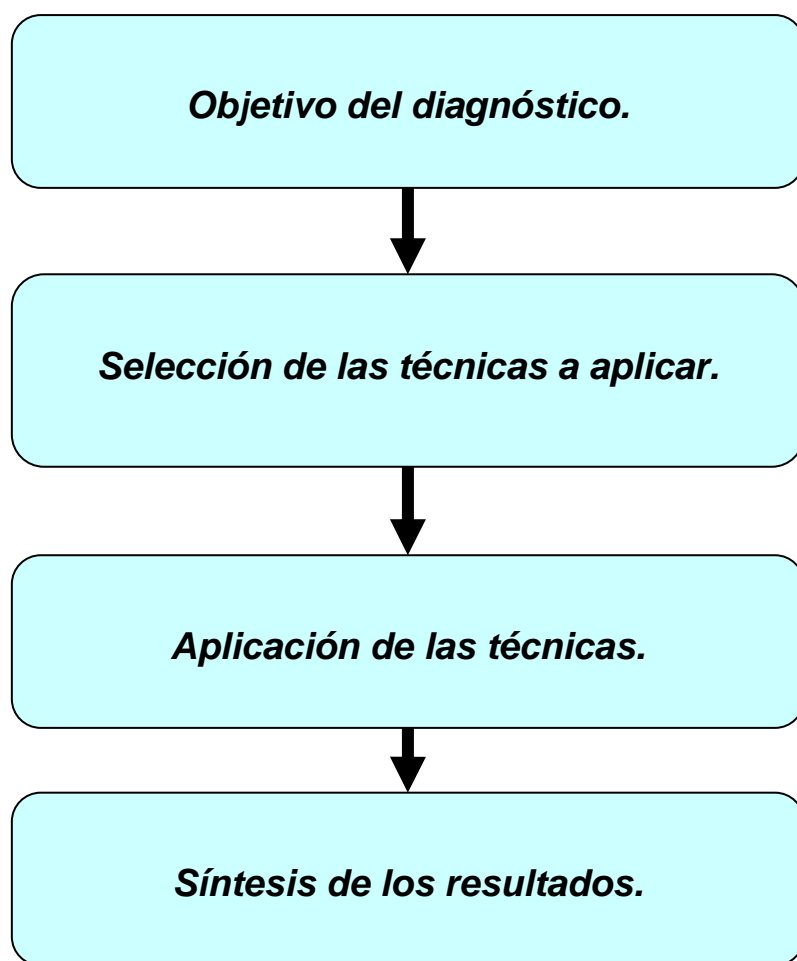 Objetivo del diagnóstico.
Selección de las técnicas a aplicar.
Aplicación de las técnicas.
Síntesis de los resultados.